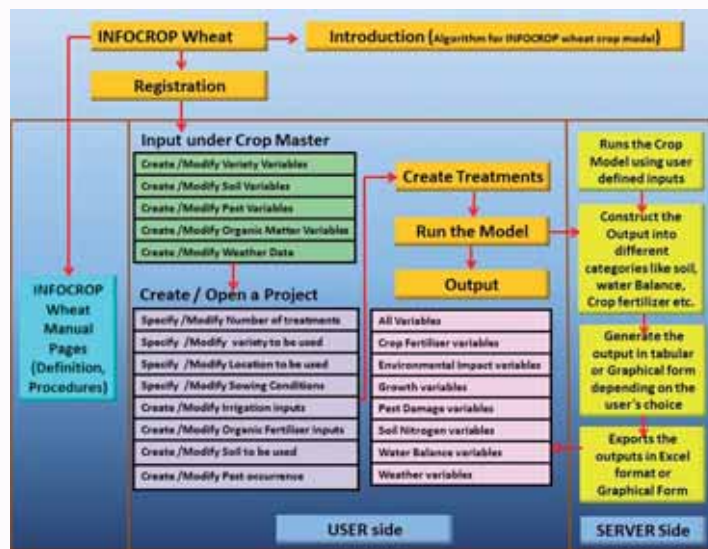 INFOCROP Wheat
Introduction (Algorithm for INFOCROP wheat crop model)
Registration
Input under Crop Master
Create /Modify Variety Variables
Create /Modify Soil Variables
Create /Modify Pest Variables
Create /Modify Organic Matter Variables
Create /Modify Weather Data
Create / Open a Project
Specify /Modify Number of treatments
Specify /Modify variety to be used
Specify /Modify Location to be used
Specify /Modify Sowing Conditions
Create /Modify Irrigation inputs
Create /Modify Organic Fertiliser Inputs
Create /Modify Soil to be used
Create /Modify Pest occurrence
INFOCROP
Wheat
Manual
Pages
(Definition,
Procedures)
Create Treatments
Run the Model
Output
All Variables
Crop Fertiliser variables
Environmental Impact variables
Growth variables
Pest Damage variables
Soil Nitrogen variables
Water Balance variables
Weather variables
USER side
Runs the Crop
Model using user
defined inputs
Construct the
Output into
different
categories like soil,
water Balance,
Crop fertilizer etc.
Generate the
output in tabular
or Graphical form
depending on the
user's choice
Exports the
outputs in Excel
format or
Graphical Form
SERVER Side